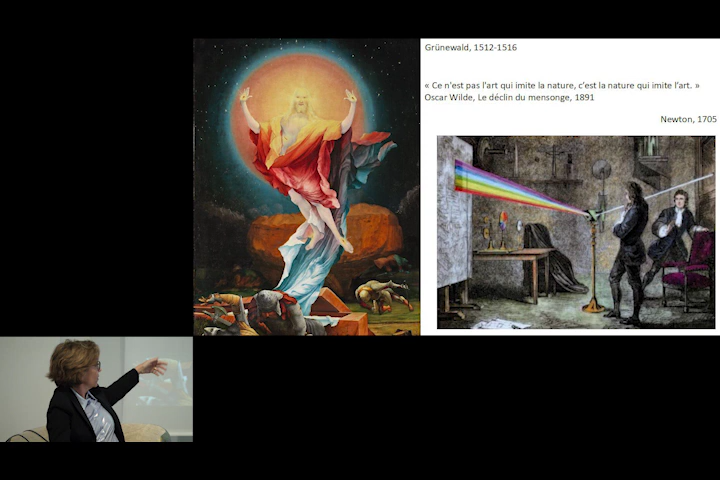 Grünewald, 1512-1516
« Ce n'est pas l'art qui imite la nature, c'est la nature qui imite l'art. »
Oscar Wilde, Le déclin du mensonge, 1891
Newton, 1705